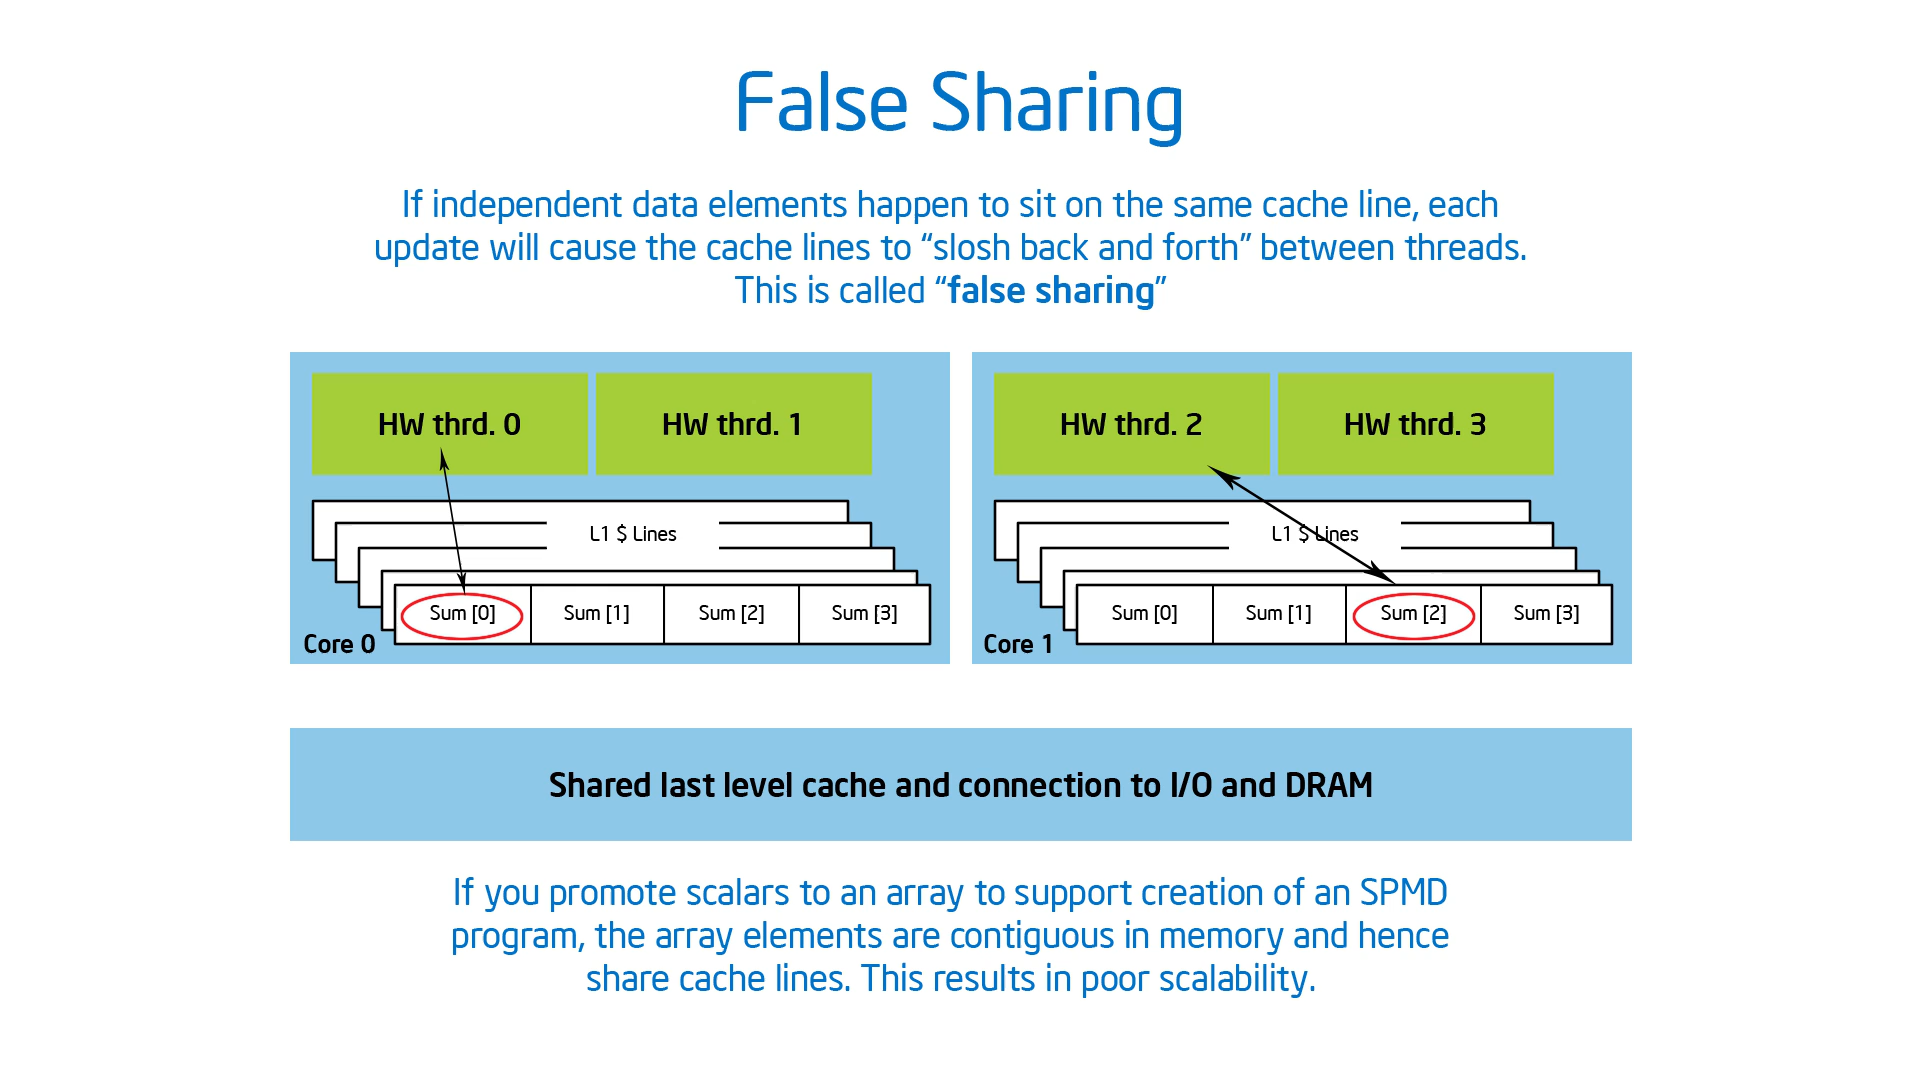 False Sharing
If independent data elements happen to sit on the same cache line, each
update will cause the cache lines to “slosh back and forth” between threads.
This is called “false sharing”
HW thrd. 0
HW thrd. 1
L1 $ Lines
Sum [0]
Sum [1]
Sum [2]
Sum [3]
Core 0
HW thrd. 2
HW thrd. 3
L1 $ Lines
Sum [0]
Sum [1]
Sum [2]
Sum [3]
Core 1
Shared last level cache and connection to I/O and DRAM
If you promote scalars to an array to support creation of an SPMD
program, the array elements are contiguous in memory and hence
share cache lines. This results in poor scalability.